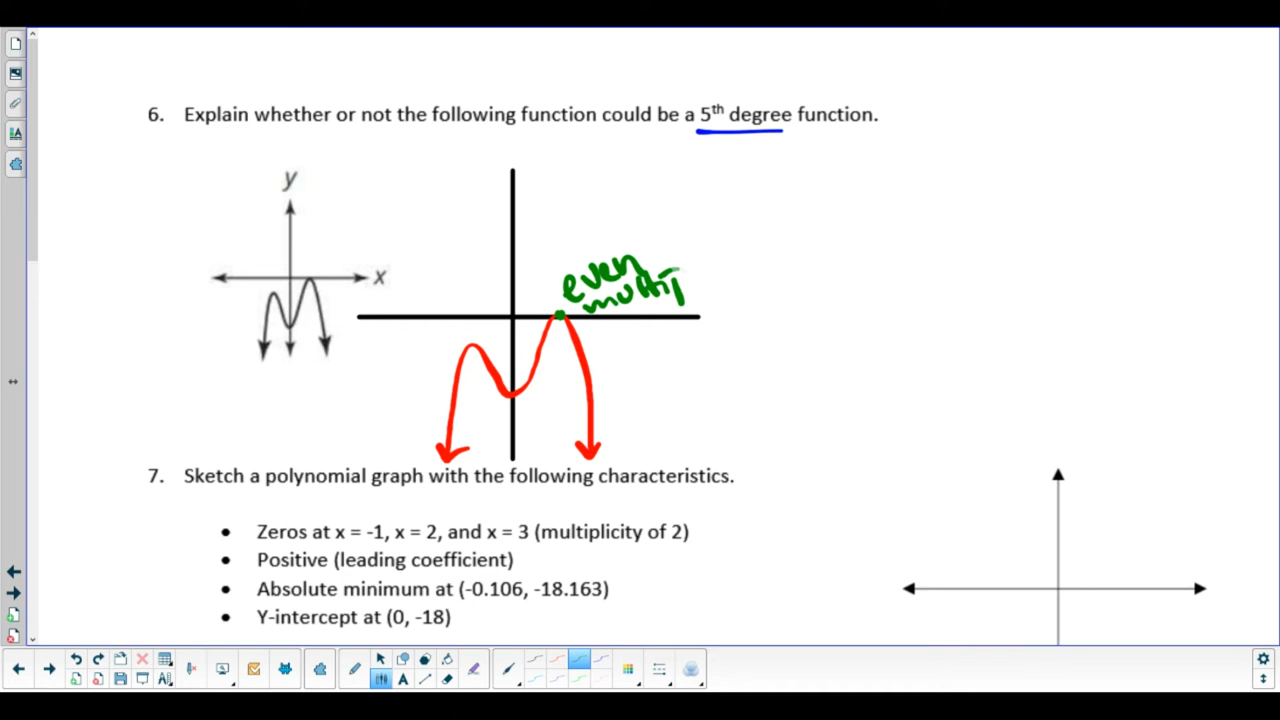 6. Explain whether or not the following function could be a 5th degree function.
y
x
even
multip
7. Sketch a polynomial graph with the following characteristics.
• Zeros at x = -1, x = 2, and x = 3 (multiplicity of 2)
• Positive (leading coefficient)
• Absolute minimum at (-0.106, -18.163)
• Y-intercept at (0, -18)